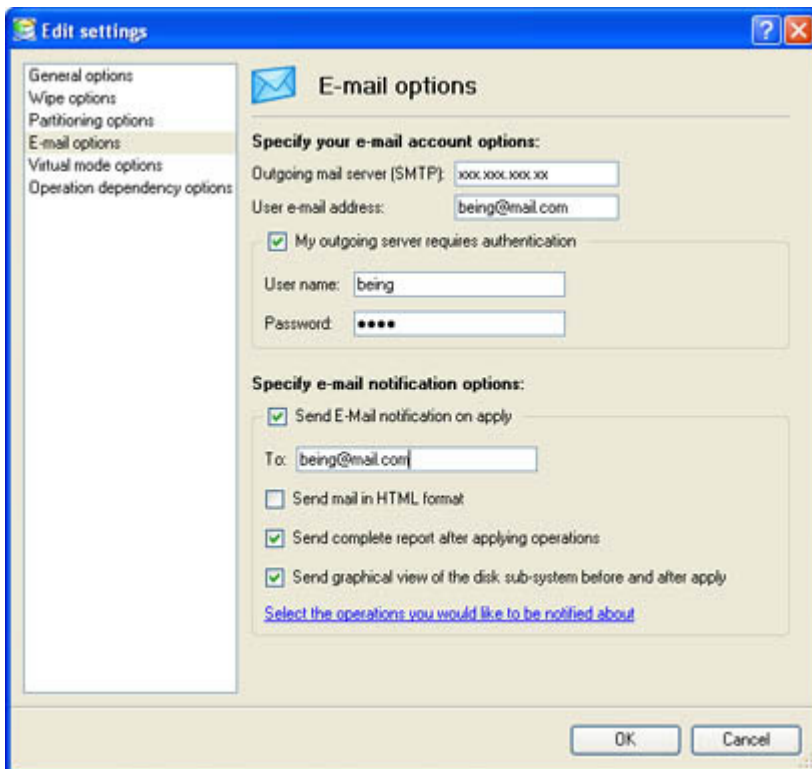 Edit settings
General options
Wipe options
Partitioning options
E-mail options
Virtual mode options
Operation dependency options
E-mail options
Specify your e-mail account options:
Outgoing mail server (SMTP): xxx.xxx.xxx.xx
User e-mail address: being@mail.com
My outgoing server requires authentication
User name: being
Password: ●●●●
Specify e-mail notification options:
Send E-Mail notification on apply
To: being@mail.com
Send mail in HTML format
Send complete report after applying operations
Send graphical view of the disk sub-system before and after apply
Select the operations you would like to be notified about
OK Cancel